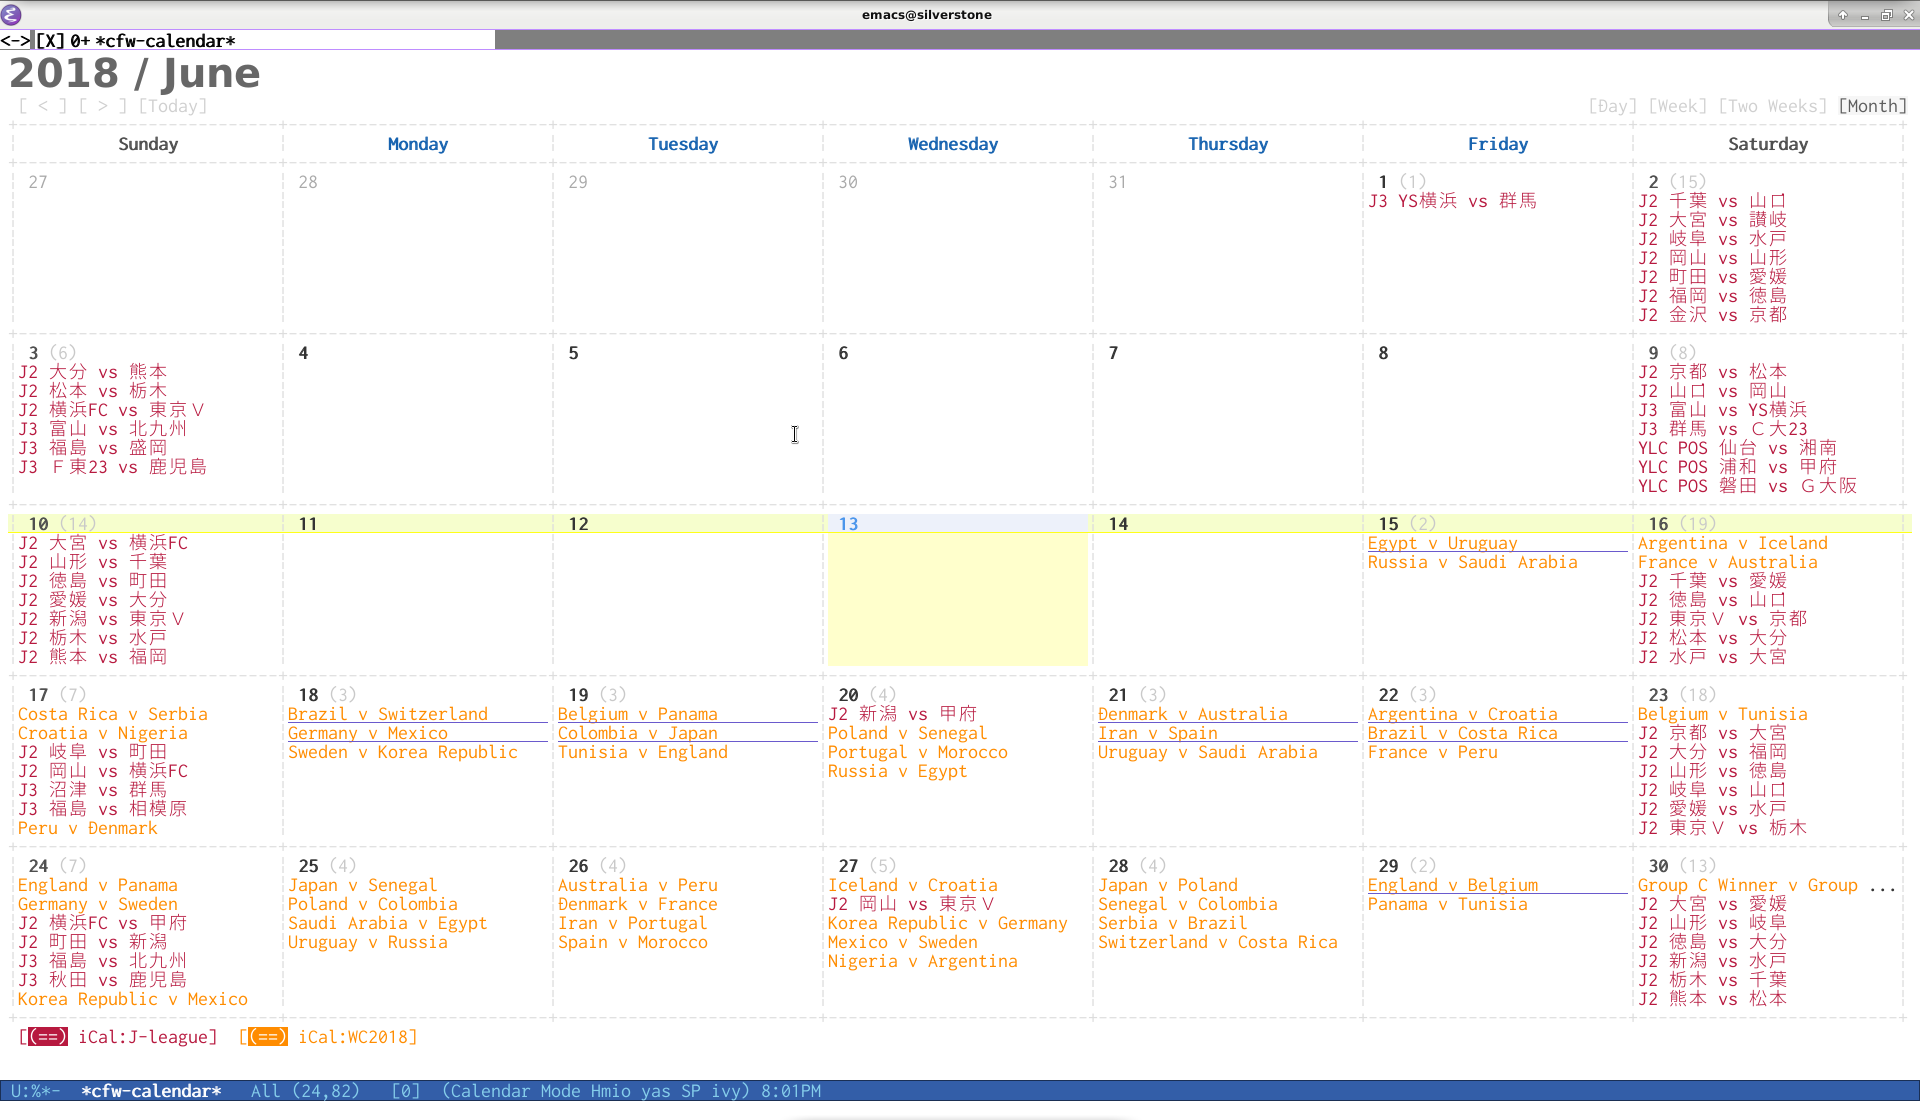 emacs@silverstone
<-> [X] 0+ *cfw-calendar*
2018 / June
[ < ] [ > ] [Today] [Day] [Week] [Two Weeks] [Month]
Sunday Monday Tuesday Wednesday Thursday Friday Saturday
27 28 29 30 31 1 (1) 2 (15)
J3 YS横浜 vs 群馬 J2 千葉 vs 山口
J2 大宮 vs 讃岐
J2 岐阜 vs 水戸
J2 岡山 vs 山形
J2 町田 vs 愛媛
J2 福岡 vs 徳島
J2 金沢 vs 京都
3 (6) 4 5 6 7 8 9 (8)
J2 大分 vs 熊本 J2 京都 vs 松本
J2 松本 vs 栃木 J2 山口 vs 岡山
J2 横浜FC vs 東京Ｖ J3 富山 vs YS横浜
J3 富山 vs 北九州 J3 群馬 vs Ｃ大23
J3 福島 vs 盛岡 YLC POS 仙台 vs 湘南
J3 Ｆ東23 vs 鹿児島 YLC POS 浦和 vs 甲府
YLC POS 磐田 vs Ｇ大阪
10 (14) 11 12 13 14 15 (2) 16 (19)
J2 大宮 vs 横浜FC Egypt v Uruguay Argentina v Iceland
J2 山形 vs 千葉 Russia v Saudi Arabia France v Australia
J2 徳島 vs 町田 J2 千葉 vs 愛媛
J2 愛媛 vs 大分 J2 徳島 vs 山口
J2 新潟 vs 東京Ｖ J2 東京Ｖ vs 京都
J2 栃木 vs 水戸 J2 松本 vs 大分
J2 熊本 vs 福岡 J2 水戸 vs 大宮
17 (7) 18 (3) 19 (3) 20 (4) 21 (3) 22 (3) 23 (18)
Costa Rica v Serbia Brazil v Switzerland Belgium v Panama J2 新潟 vs 甲府 Denmark v Australia Argentina v Croatia Belgium v Tunisia
Croatia v Nigeria Germany v Mexico Colombia v Japan Poland v Senegal Iran v Spain Brazil v Costa Rica J2 京都 vs 大宮
J2 岐阜 vs 町田 Sweden v Korea Republic Tunisia v England Portugal v Morocco Uruguay v Saudi Arabia France v Peru J2 大分 vs 福岡
J2 岡山 vs 横浜FC Russia v Egypt J2 山形 vs 徳島
J3 沼津 vs 群馬 J2 岐阜 vs 山口
J3 福島 vs 相模原 J2 愛媛 vs 水戸
Peru v Denmark J2 東京Ｖ vs 栃木
24 (7) 25 (4) 26 (4) 27 (5) 28 (4) 29 (2) 30 (13)
England v Panama Japan v Senegal Australia v Peru Iceland v Croatia Japan v Poland England v Belgium Group C Winner v Group ...
Germany v Sweden Poland v Colombia Denmark v France J2 岡山 vs 東京Ｖ Senegal v Colombia Panama v Tunisia J2 大宮 vs 愛媛
J2 横浜FC vs 甲府 Saudi Arabia v Egypt Iran v Portugal Korea Republic v Germany Serbia v Brazil J2 山形 vs 岐阜
J2 町田 vs 新潟 Uruguay v Russia Spain v Morocco Mexico v Sweden Switzerland v Costa Rica J2 徳島 vs 大分
J3 福島 vs 北九州 Nigeria v Argentina J2 新潟 vs 水戸
J3 秋田 vs 鹿児島 J2 栃木 vs 千葉
Korea Republic v Mexico J2 熊本 vs 松本
[(==) iCal:J-league] [(==) iCal:WC2018]
U:%*- *cfw-calendar* All (24,82) [0] (Calendar Mode Hmio yas SP ivy) 8:01PM